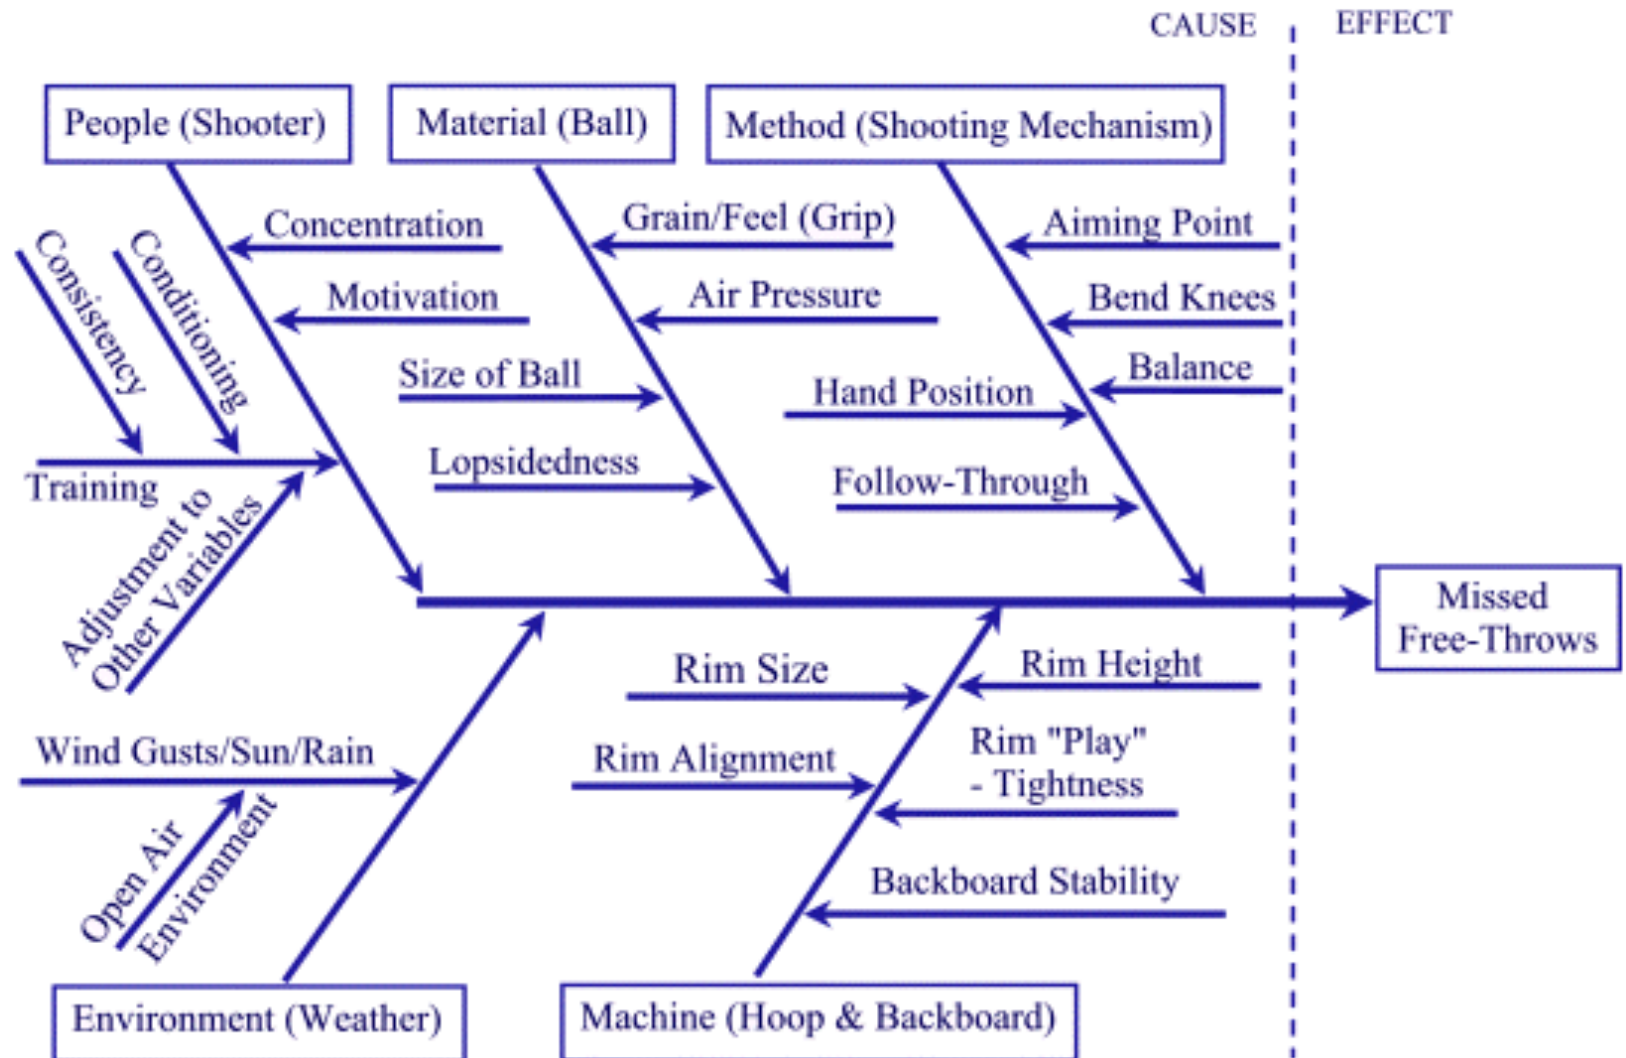 CAUSE
EFFECT
People (Shooter)
Material (Ball)
Method (Shooting Mechanism)
Concentration
Motivation
Consistency
Conditioning
Training
Adjustment to
Other Variables
Grain/Feel (Grip)
Air Pressure
Size of Ball
Lopsidedness
Aiming Point
Bend Knees
Balance
Hand Position
Follow-Through
Missed
Free-Throws
Wind Gusts/Sun/Rain
Open Air
Environment
Rim Size
Rim Height
Rim Alignment
Rim "Play"
- Tightness
Backboard Stability
Environment (Weather)
Machine (Hoop & Backboard)